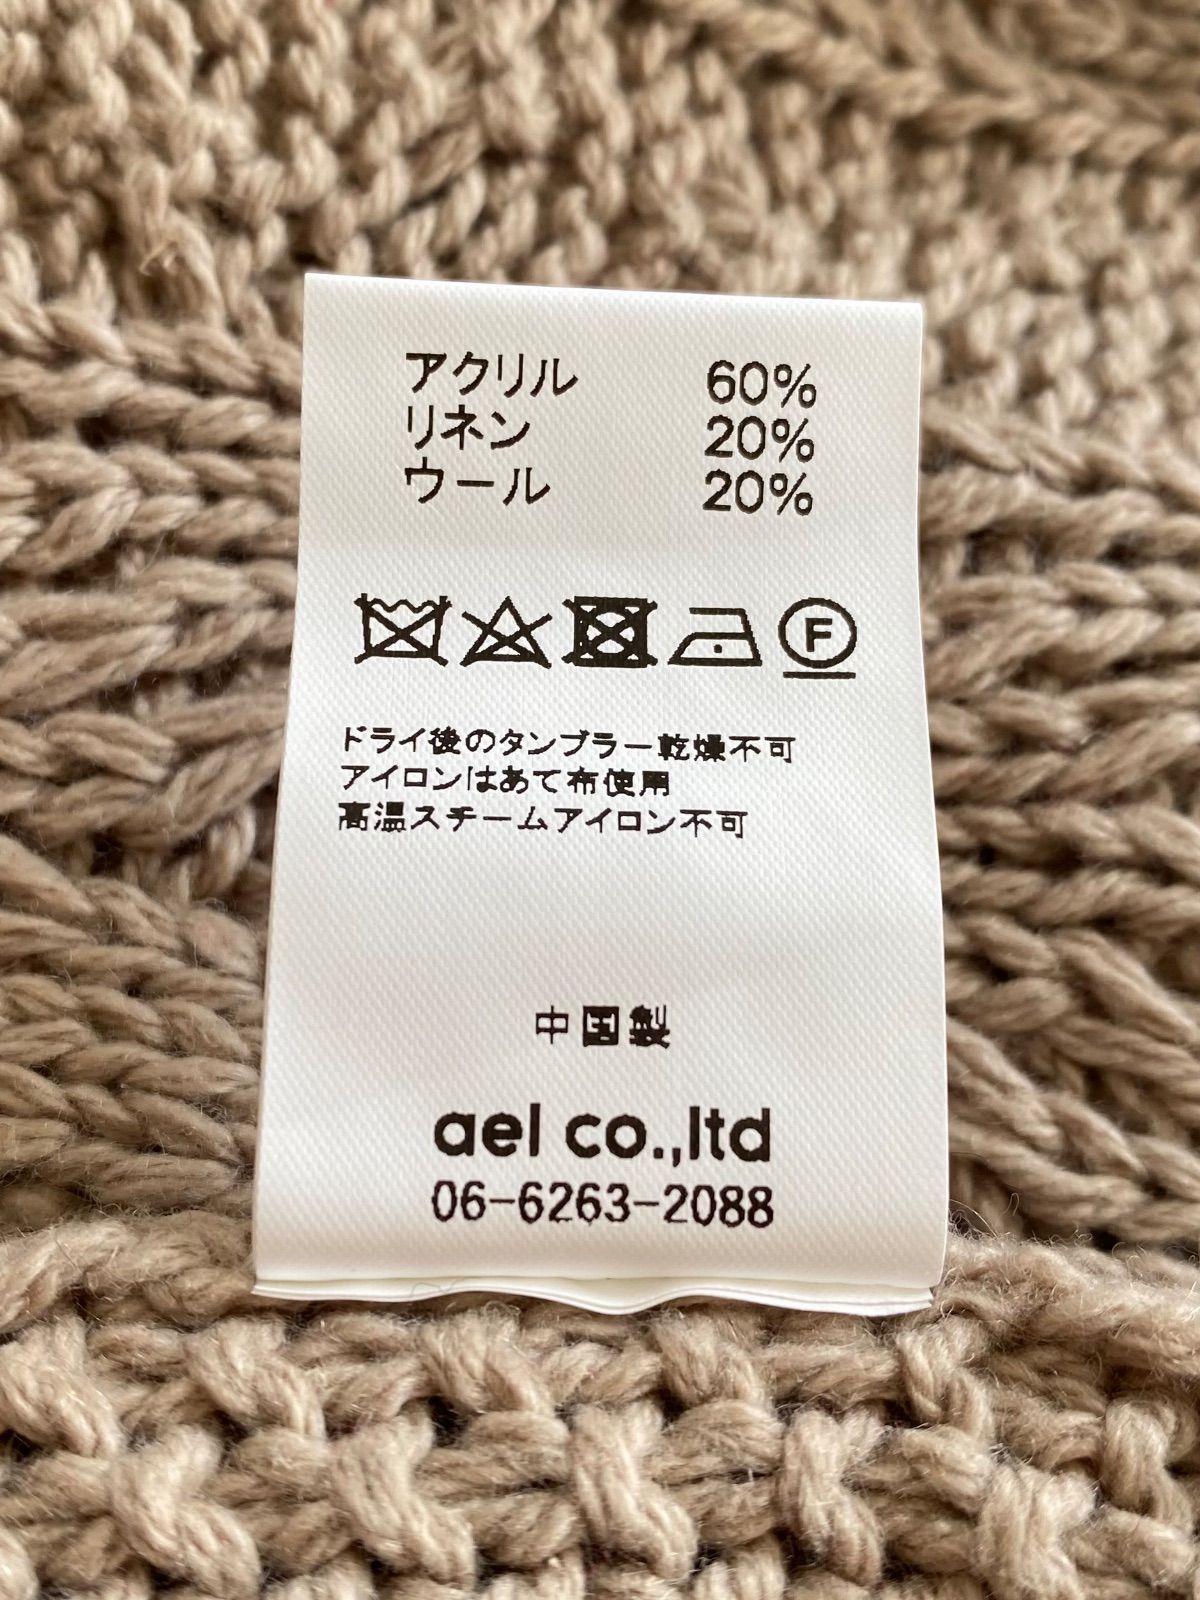 アクリル 60%
リネン 20%
ウール 20%
F
ドライ後のタンブラー乾燥不可
アイロンはあて布使用
高温スチームアイロン不可
中国製
ael co.,ltd
06-6263-2088